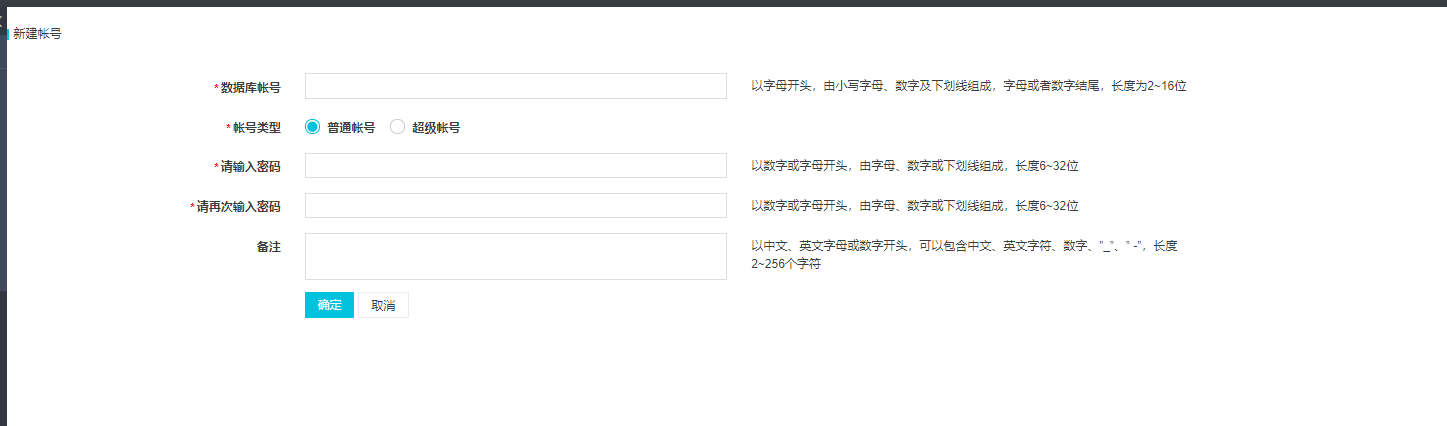 新建帐号
*数据库帐号
以字母开头，由小写字母、数字及下划线组成，字母或者数字结尾，长度为2~16位
*帐号类型 普通帐号 超级帐号
*请输入密码
以数字或字母开头，由字母、数字或下划线组成，长度6~32位
*请再次输入密码
以数字或字母开头，由字母、数字或下划线组成，长度6~32位
备注
以中文、英文字母或数字开头，可以包含中文、英文字符、数字、"_"、" -"，长度
2~256个字符
确定 取消